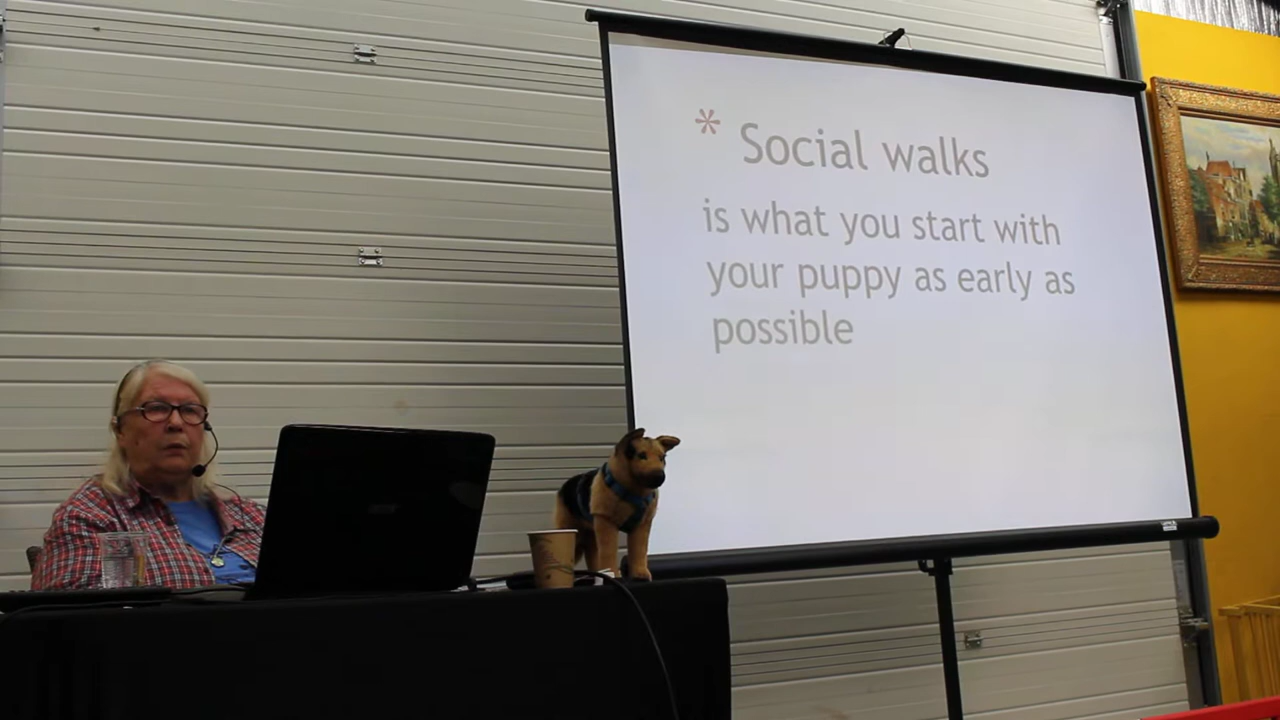 * Social walks
is what you start with
your puppy as early as
possible